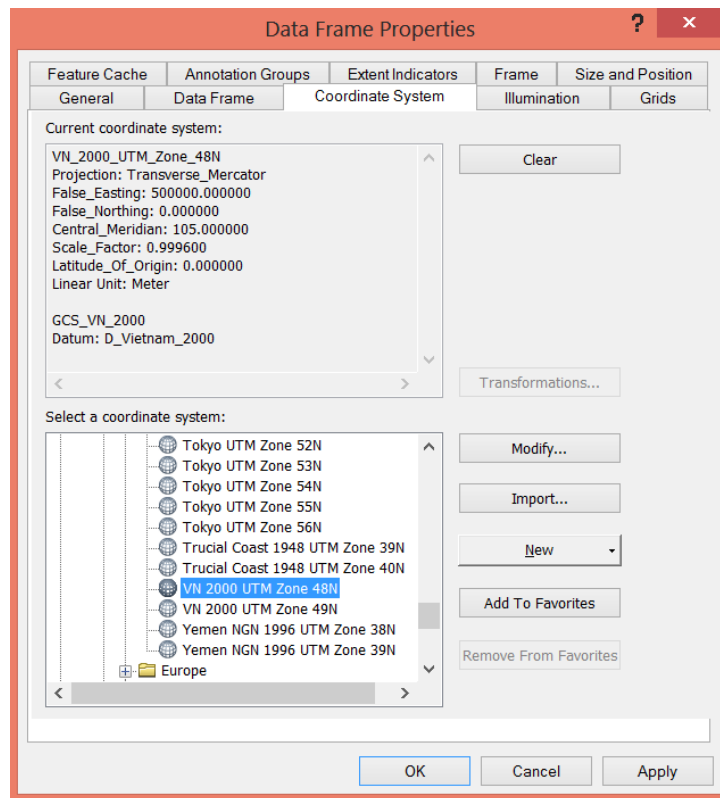 Data Frame Properties ? ×
Feature Cache Annotation Groups Extent Indicators Frame Size and Position
General Data Frame Coordinate System Illumination Grids
Current coordinate system:
VN_2000_UTM_Zone_48N
Projection: Transverse_Mercator
False_Easting: 500000.000000
False_Northing: 0.000000
Central_Meridian: 105.000000
Scale_Factor: 0.999600
Latitude_Of_Origin: 0.000000
Linear Unit: Meter
GCS_VN_2000
Datum: D_Vietnam_2000
Clear
Transformations...
Select a coordinate system:
Tokyo UTM Zone 52N
Tokyo UTM Zone 53N
Tokyo UTM Zone 54N
Tokyo UTM Zone 55N
Tokyo UTM Zone 56N
Trucial Coast 1948 UTM Zone 39N
Trucial Coast 1948 UTM Zone 40N
VN 2000 UTM Zone 48N
VN 2000 UTM Zone 49N
Yemen NGN 1996 UTM Zone 38N
Yemen NGN 1996 UTM Zone 39N
Europe
Modify...
Import...
New
Add To Favorites
Remove From Favorites
OK Cancel Apply